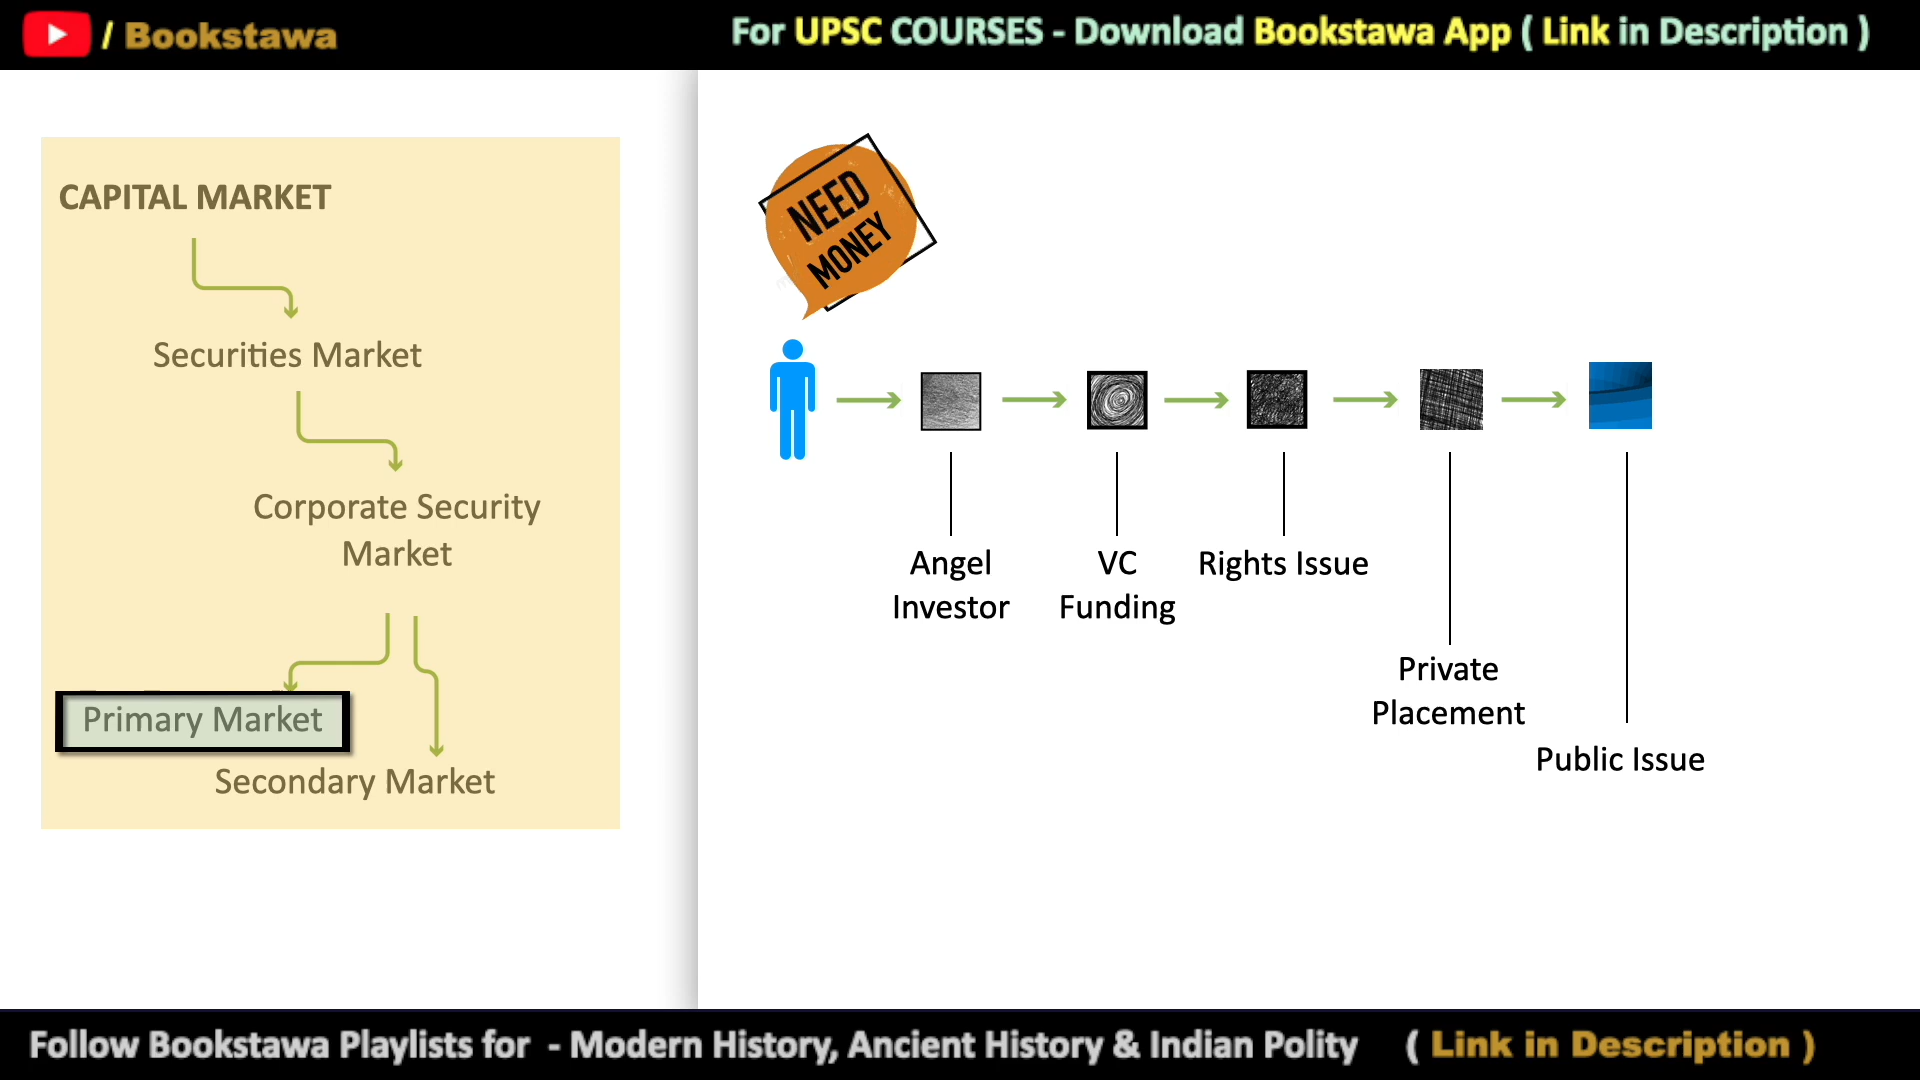 / Bookstawa
For UPSC COURSES - Download Bookstawa App ( Link in Description )
CAPITAL MARKET
Securities Market
Corporate Security
Market
Primary Market
Secondary Market
NEED
MONEY
Angel
Investor
VC
Funding
Rights Issue
Private
Placement
Public Issue
Follow Bookstawa Playlists for - Modern History, Ancient History & Indian Polity ( Link in Description )